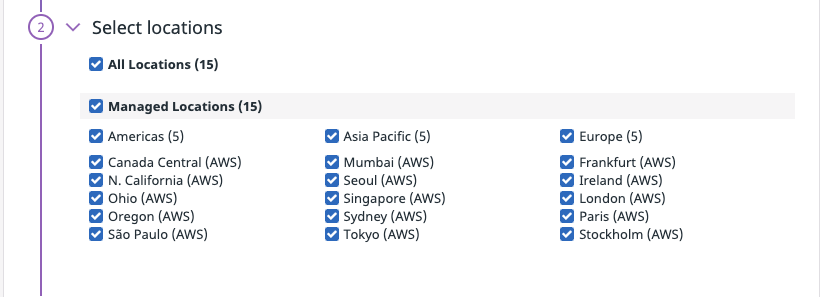 2 Select locations
All Locations (15)
Managed Locations (15)
Americas (5)
Canada Central (AWS)
N. California (AWS)
Ohio (AWS)
Oregon (AWS)
São Paulo (AWS)
Asia Pacific (5)
Mumbai (AWS)
Seoul (AWS)
Singapore (AWS)
Sydney (AWS)
Tokyo (AWS)
Europe (5)
Frankfurt (AWS)
Ireland (AWS)
London (AWS)
Paris (AWS)
Stockholm (AWS)